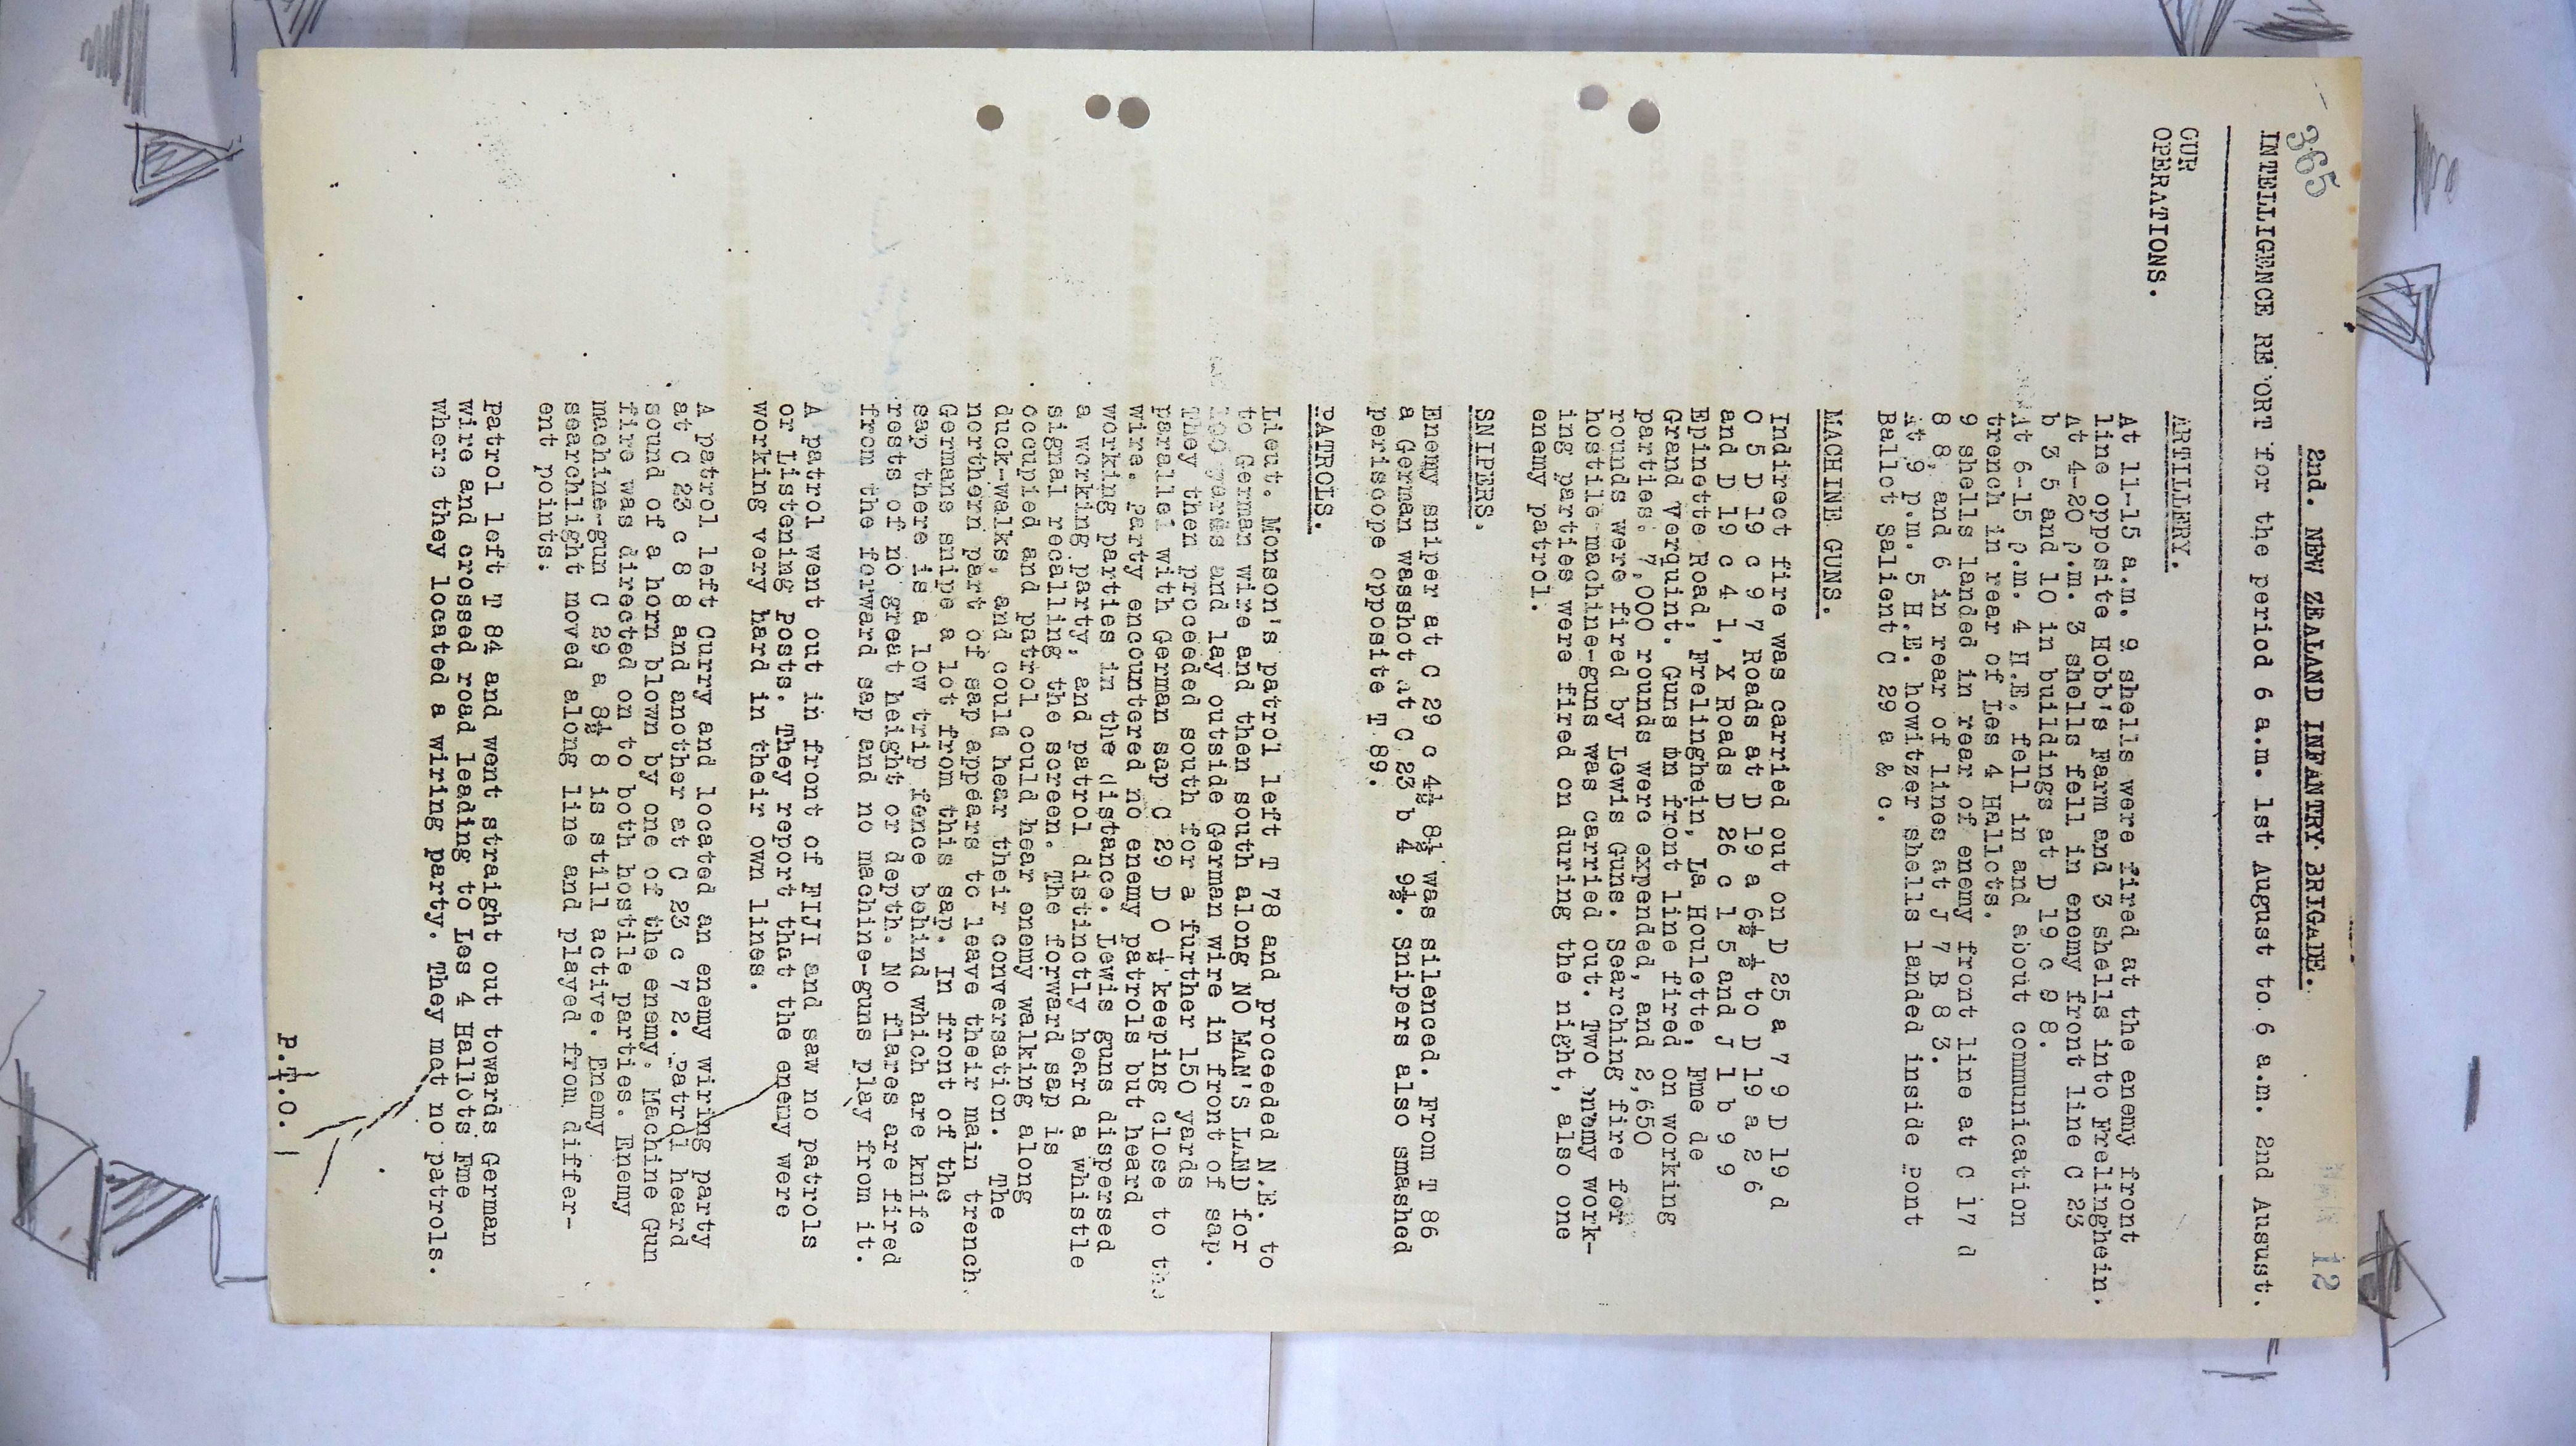 365
12
2nd. NEW ZEALAND INFANTRY BRIGADE.
INTELLIGENCE RE ORT for the period 6 a.m. 1st August to 6 a.m. 2nd August.
OUR
OPERATIONS.
ARTILLERY.
At 11-15 a.m. 9 shells were fired at the enemy front
line opposite Hobb's Farm and 3 shells into Frelinghein.
At 4-20 p.m. 3 shells fell in enemy front line C 23
b 3 5 and 10 in buildings at D 19 c 9 8.
At 6-15 p.m. 4 H.E. fell in and about communication
trench in rear of Les 4 Hallots.
9 shells landed in rear of enemy front line at C 17 d
8 8, and 6 in rear of lines at J 7 B 8 3.
At 9 p.m. 5 H.E. howitzer shells landed inside Pont
Ballot Salient C 29 a & c.
MACHINE GUNS.
Indirect fire was carried out on D 25 a 7 9 D 19 d
0 5 D 19 c 9 7 Roads at D 19 a 6½ ½ to D 19 a 2 6
and D 19 c 4 1, X Roads D 26 c 1 5 and J 1 b 9 9
Epinette Road, Frelinghein, La Houlette, Fme de
Grand Verquint. Guns on front line fired on working
parties. 7,000 rounds were expended, and 2,650
rounds were fired by Lewis Guns. Searching fire for
hostile machine-guns was carried out. Two enemy work-
ing parties were fired on during the night, also one
enemy patrol.
SNIPERS.
Enemy sniper at C 29 c 4½ 8½ was silenced. From T 86
a German wasshot at C 23 b 4 9½. Snipers also smashed
periscope opposite T 89.
PATROLS.
Lieut. Monson's patrol left T 78 and proceeded N.E. to
to German wire and then south along NO MAN'S LAND for
100 yards and lay outside German wire in front of sap.
They then proceeded south for a further 150 yards
parallel with German sap C 29 D 0 ½ keeping close to the
wire. Party encountered no enemy patrols but heard
working parties in the distance. Lewis guns dispersed
a working party, and patrol distinctly heard a whistle
signal recalling the screen. The forward sap is
occupied and patrol could hear enemy walking along
duck-walks, and could hear their conversation. The
northern part of sap appears to leave their main trench.
Germans snipe a lot from this sap. In front of the
sap there is a low trip fence behind which are knife
rests of no great height or depth. No flares are fired
from the forward sap and no machine-guns play from it.
A patrol went out in front of FIJI and saw no patrols
or Listening Posts. They report that the enemy were
working very hard in their own lines.
A patrol left Curry and located an enemy wiring party
at C 23 c 8 8 and another at C 23 c 7 2. Patrol heard
sound of a horn blown by one of the enemy. Machine Gun
fire was directed on to both hostile parties. Enemy
machine-gun C 29 a 8½ 8 is still active. Enemy
searchlight moved along line and played from differ-
ent points:
Patrol left T 84 and went straight out towards German
wire and crossed road leading to Les 4 Hallots Fme
where they located a wiring party. They met no patrols.
P.T.O.